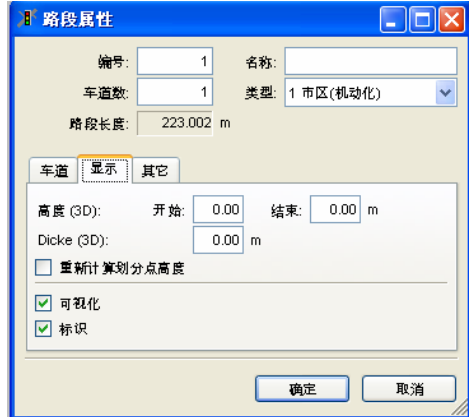 路段属性
编号: 1 名称:
车道数: 1 类型: 1 市区(机动化)
路段长度: 223.002 m
车道 显示 其它
高度 (3D): 开始: 0.00 结束: 0.00 m
Dicke (3D): 0.00 m
重新计算划分点高度
可视化
标识
确定 取消